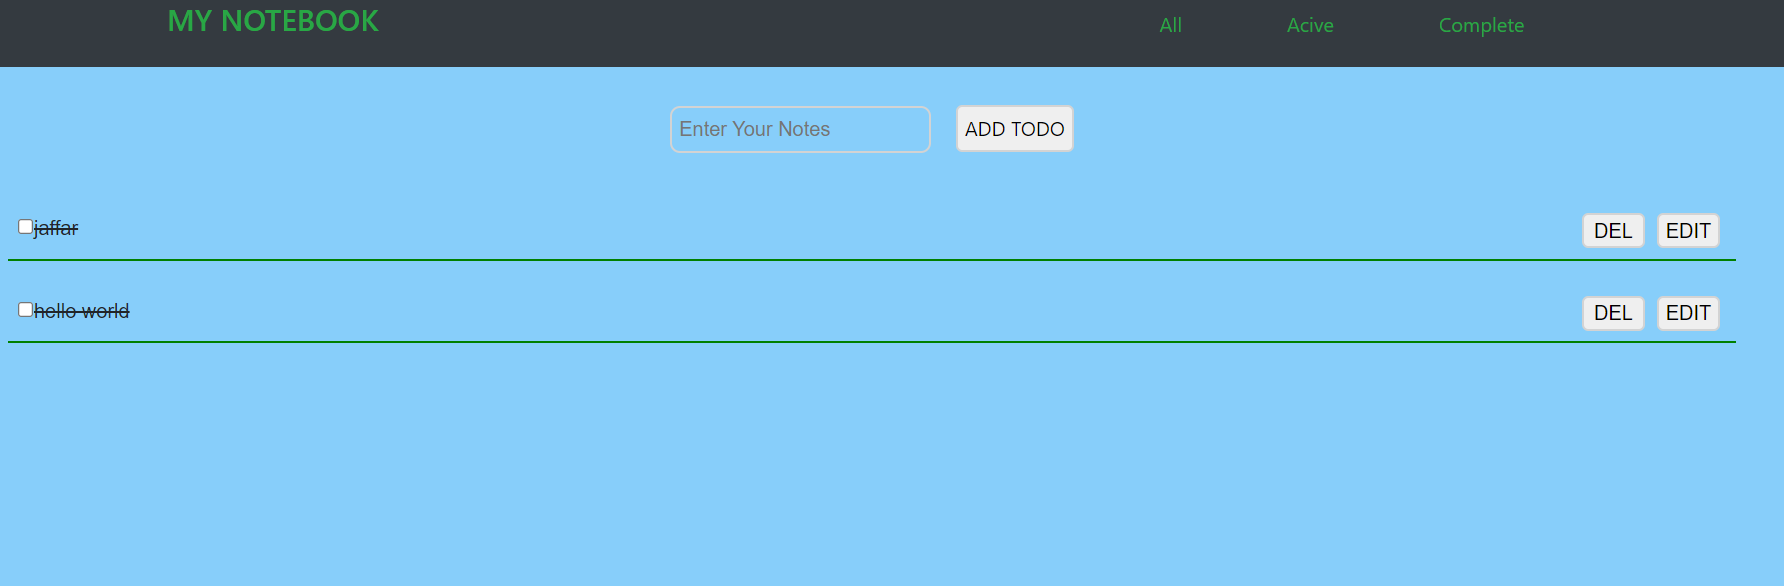 MY NOTEBOOK All Acive Complete
Enter Your Notes ADD TODO
jaffar DEL EDIT
hello world DEL EDIT